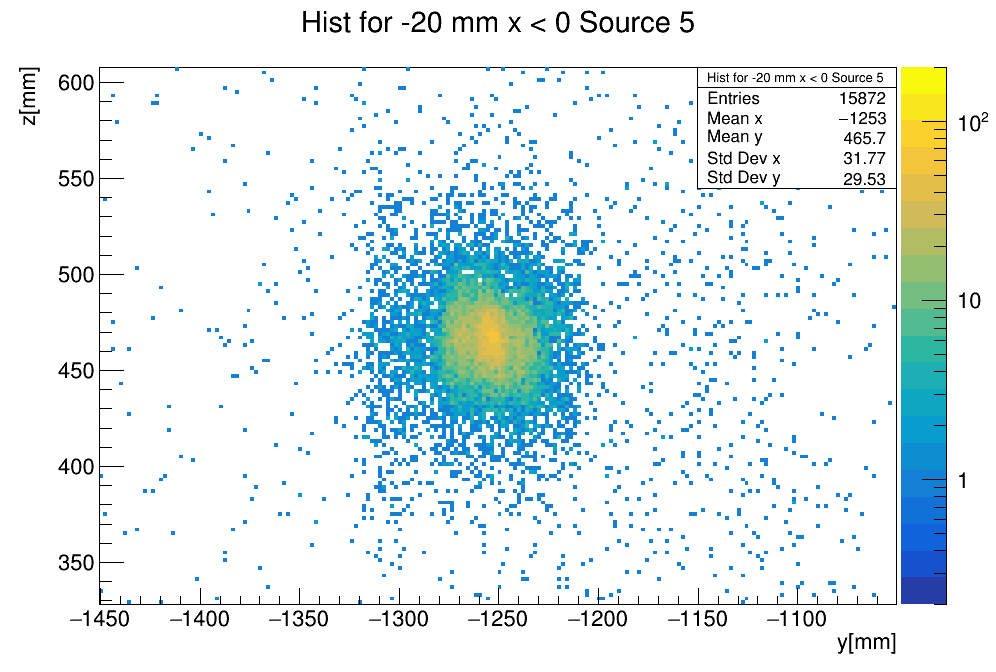 Hist for -20 mm x < 0 Source 5
z[mm]
600
550
500
450
400
350
Hist for -20 mm x < 0 Source 5
Entries 15872
Mean x −1253
Mean y 465.7
Std Dev x 31.77
Std Dev y 29.53
10²
10
1
−1450 −1400 −1350 −1300 −1250 −1200 −1150 −1100
y[mm]